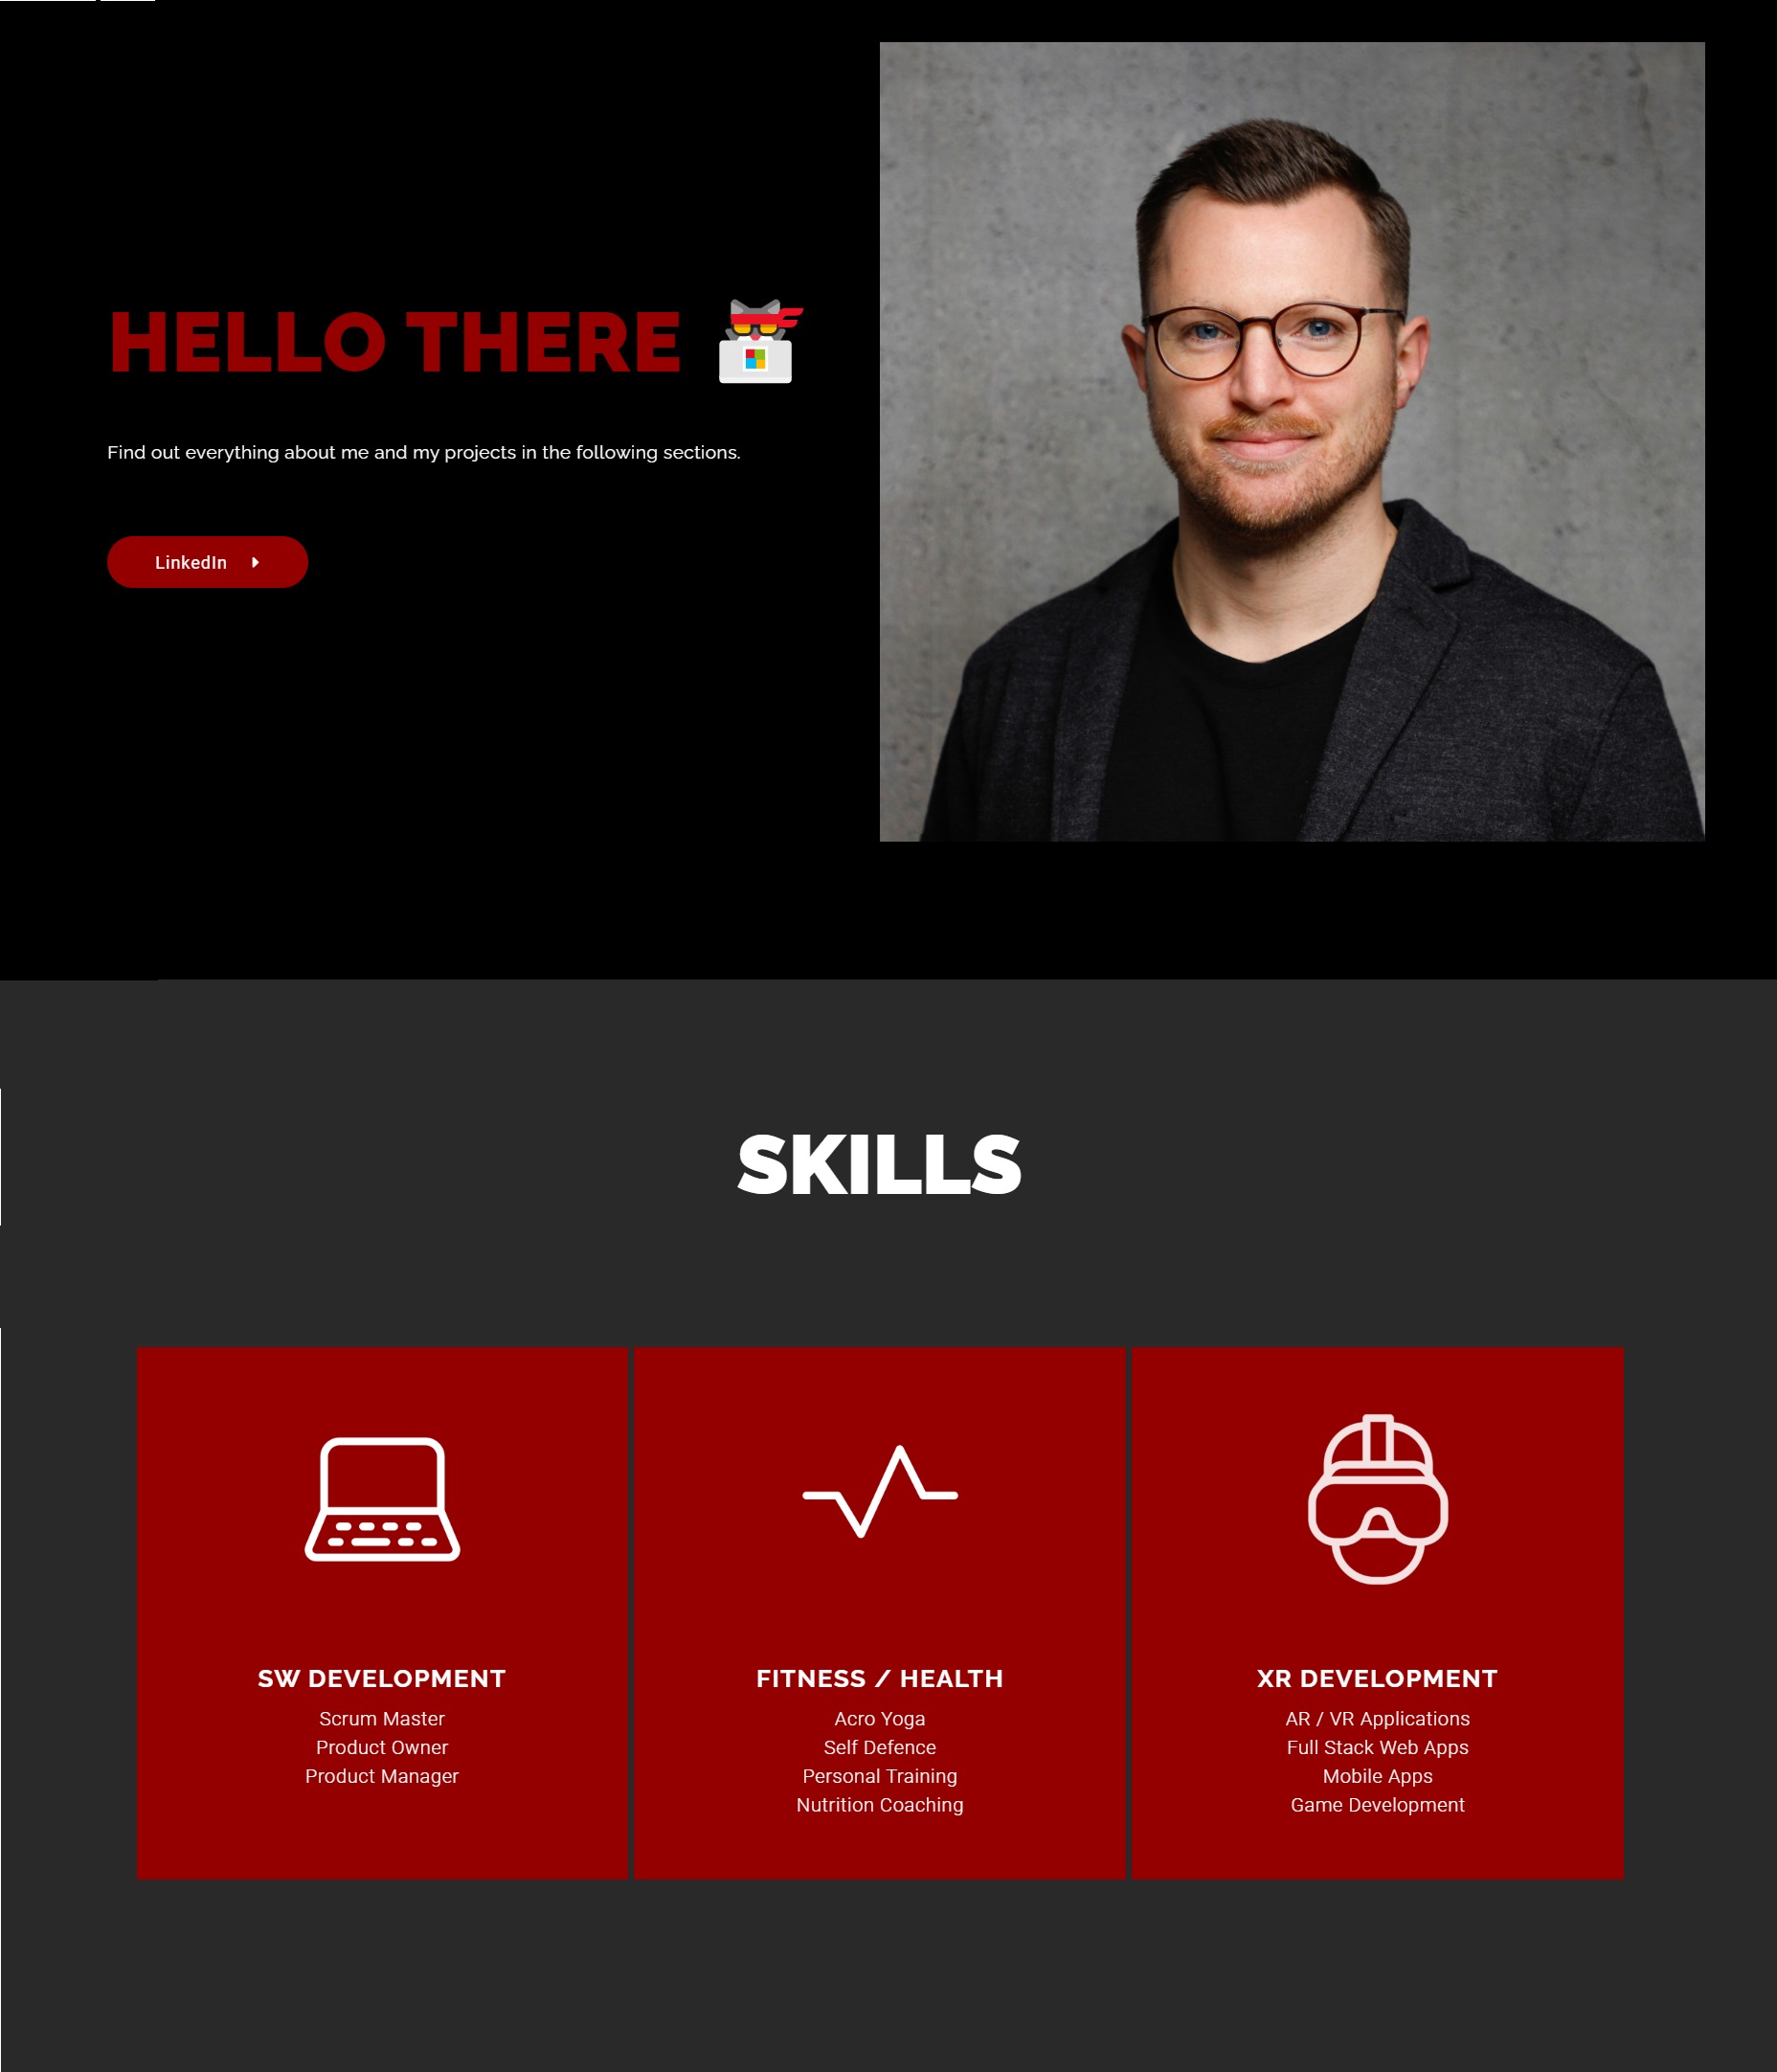 HELLO THERE
Find out everything about me and my projects in the following sections.
LinkedIn
SKILLS
SW DEVELOPMENT
Scrum Master
Product Owner
Product Manager
FITNESS / HEALTH
Acro Yoga
Self Defence
Personal Training
Nutrition Coaching
XR DEVELOPMENT
AR / VR Applications
Full Stack Web Apps
Mobile Apps
Game Development